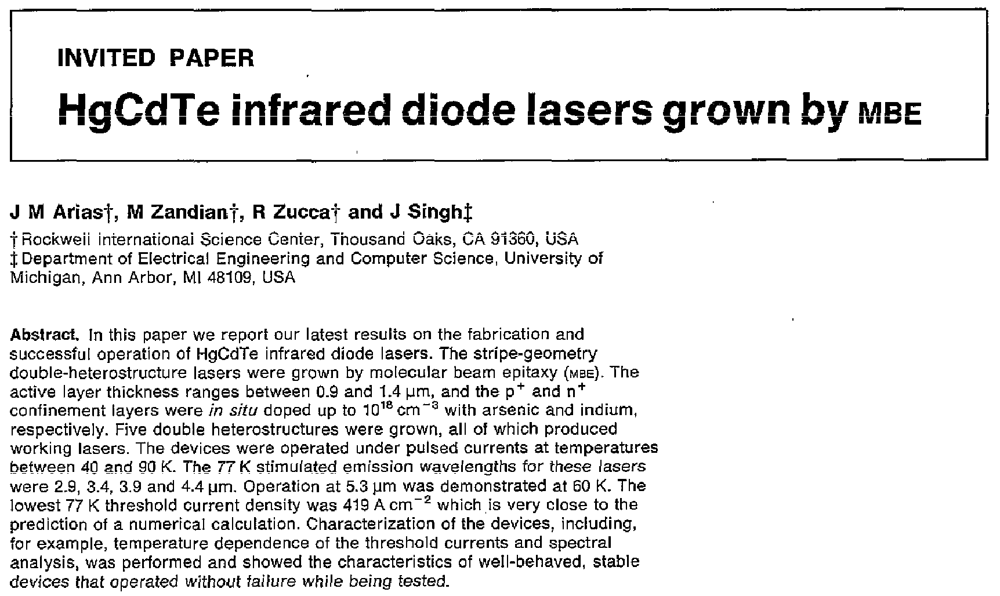 INVITED PAPER
HgCdTe infrared diode lasers grown by MBE
J M Arias†, M Zandian†, R Zucca† and J Singh‡
† Rockwell International Science Center, Thousand Oaks, CA 91360, USA
‡ Department of Electrical Engineering and Computer Science, University of
Michigan, Ann Arbor, MI 48109, USA
Abstract. In this paper we report our latest results on the fabrication and
successful operation of HgCdTe infrared diode lasers. The stripe-geometry
double-heterostructure lasers were grown by molecular beam epitaxy (MBE). The
active layer thickness ranges between 0.9 and 1.4 µm, and the p⁺ and n⁺
confinement layers were in situ doped up to 10¹⁸ cm⁻³ with arsenic and indium,
respectively. Five double heterostructures were grown, all of which produced
working lasers. The devices were operated under pulsed currents at temperatures
between 40 and 90 K. The 77 K stimulated emission wavelengths for these lasers
were 2.9, 3.4, 3.9 and 4.4 µm. Operation at 5.3 µm was demonstrated at 60 K. The
lowest 77 K threshold current density was 419 A cm⁻² which is very close to the
prediction of a numerical calculation. Characterization of the devices, including,
for example, temperature dependence of the threshold currents and spectral
analysis, was performed and showed the characteristics of well-behaved, stable
devices that operated without failure while being tested.